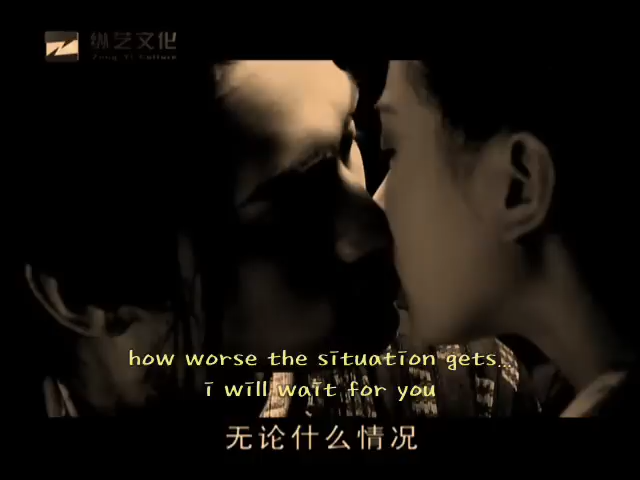 纵艺文化
Zong Yi Culture
how worse the situation gets...
i will wait for you
无论什么情况